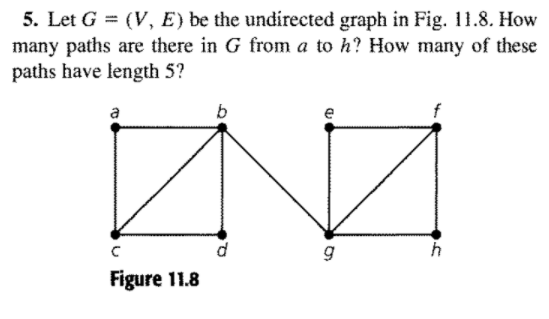 5. Let G = (V, E) be the undirected graph in Fig. 11.8. How
many paths are there in G from a to h? How many of these
paths have length 5?
a b e f
c d g h
Figure 11.8